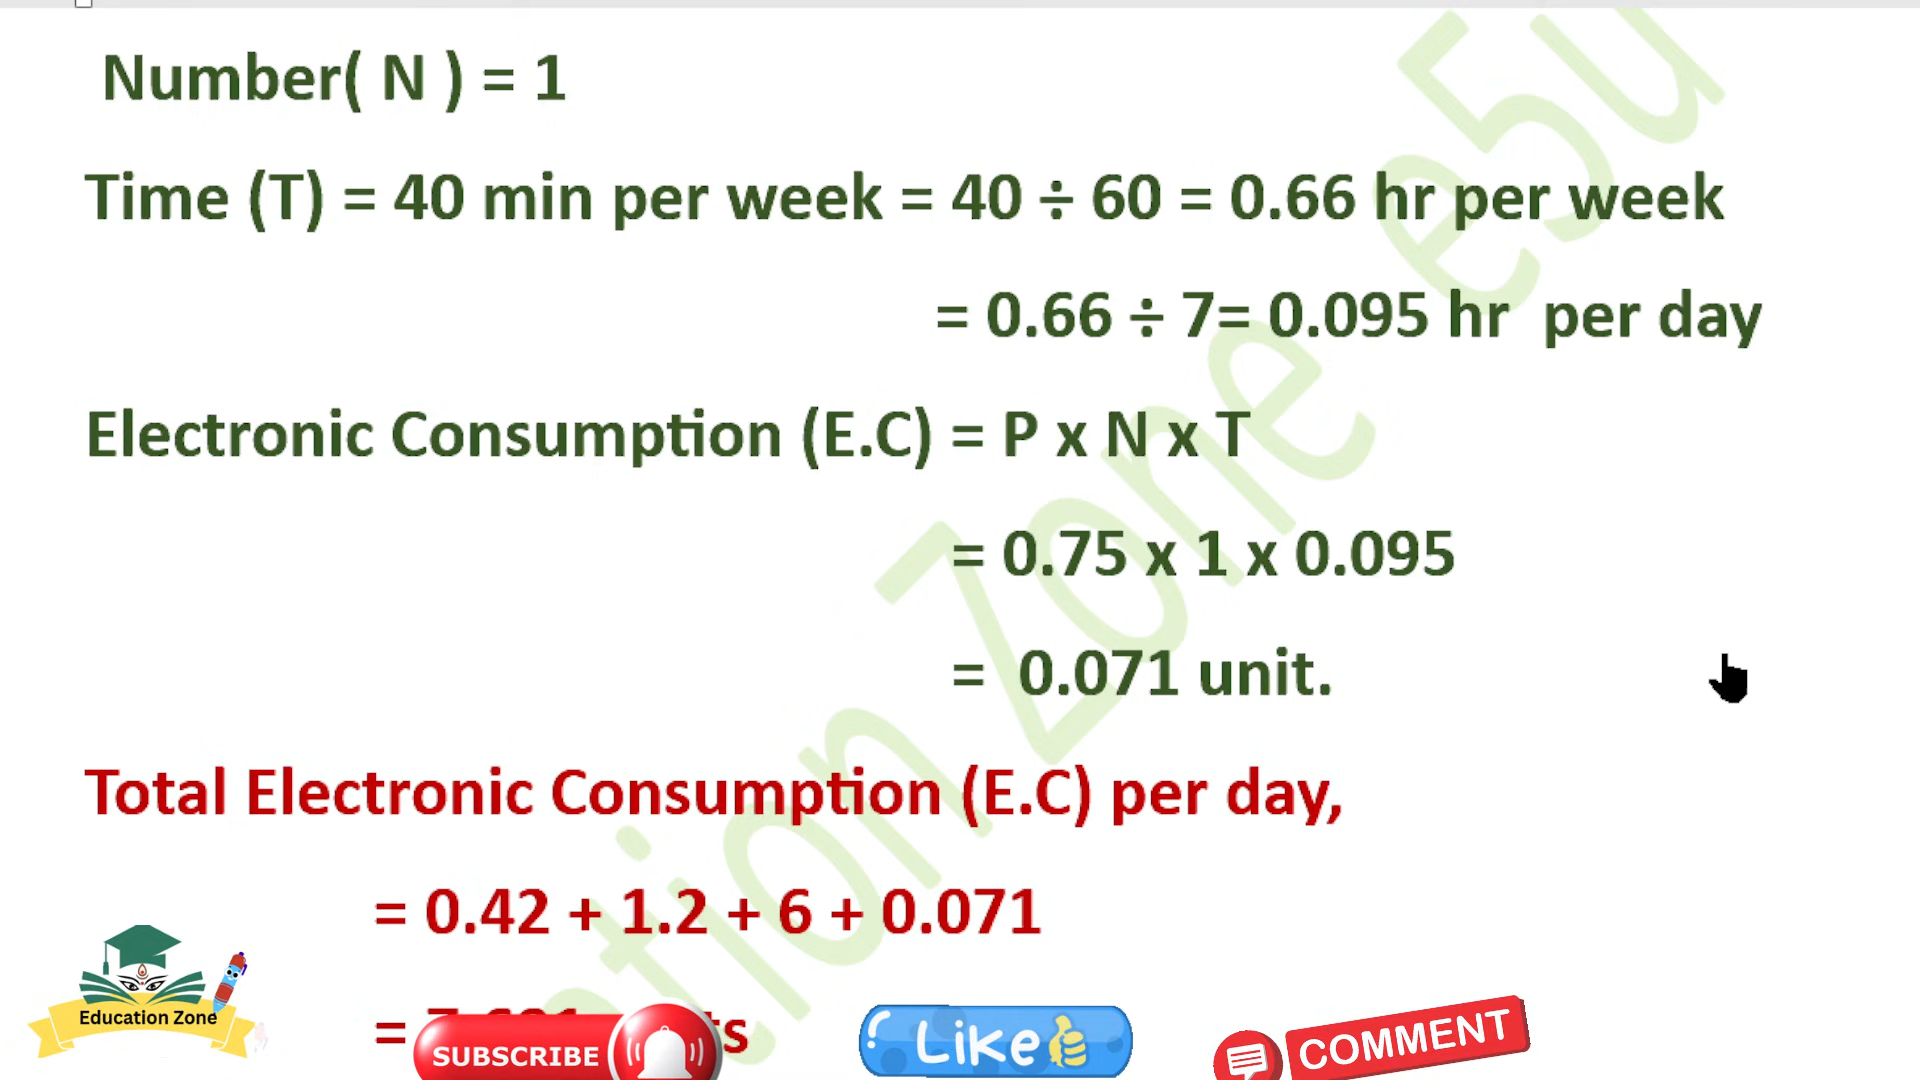 Number( N ) = 1
Time (T) = 40 min per week = 40 ÷ 60 = 0.66 hr per week
= 0.66 ÷ 7= 0.095 hr per day
Electronic Consumption (E.C) = P x N x T
= 0.75 x 1 x 0.095
= 0.071 unit.
Total Electronic Consumption (E.C) per day,
= 0.42 + 1.2 + 6 + 0.071
=
Education Zone
SUBSCRIBE
Like
COMMENT